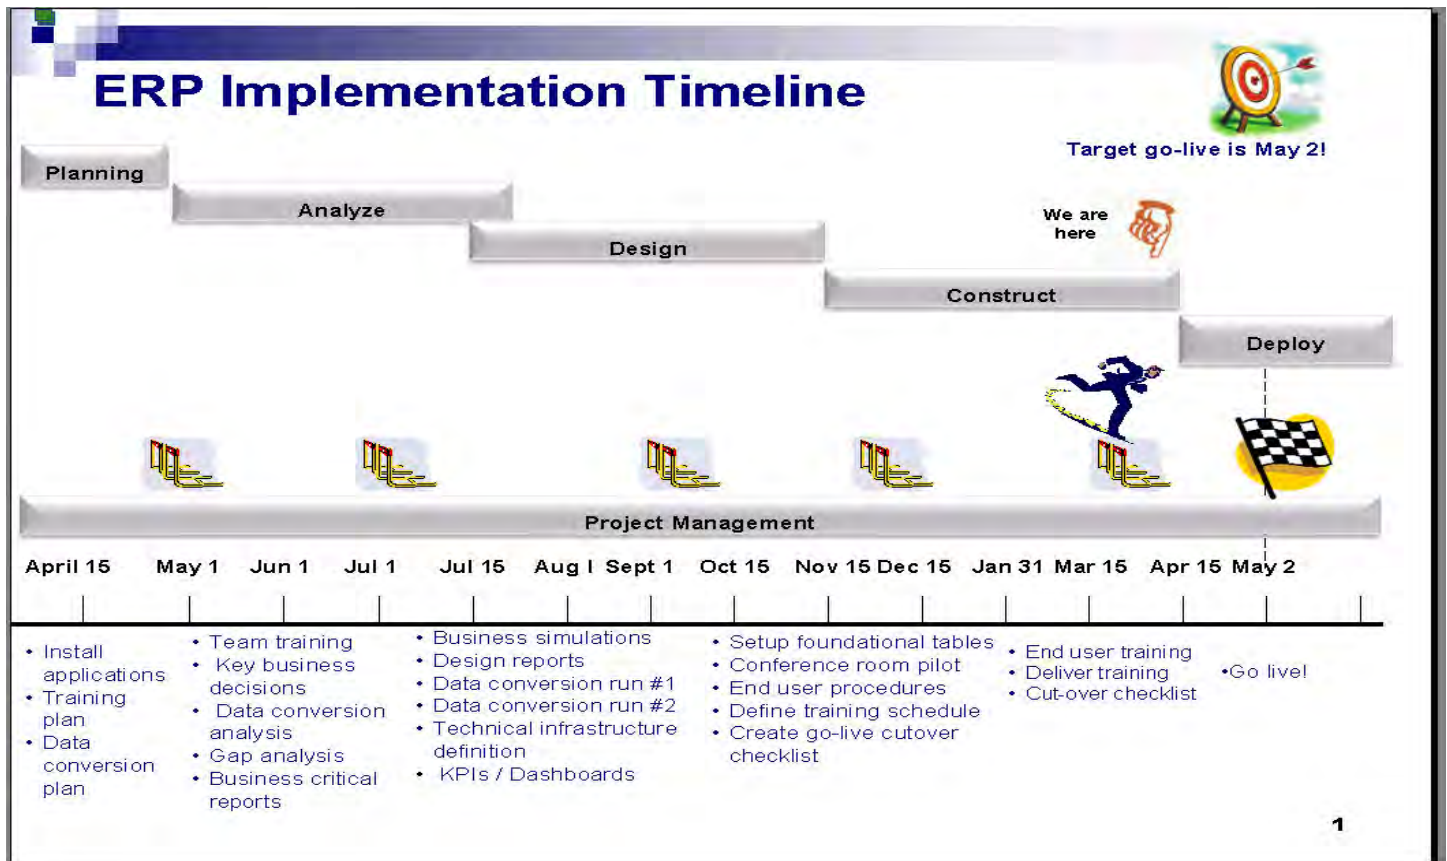 ERP Implementation Timeline
Target go-live is May 2!
Planning
Analyze
We are
here
Design
Construct
Deploy
Project Management
April 15 May 1 Jun 1 Jul 1 Jul 15 Aug I Sept 1 Oct 15 Nov 15 Dec 15 Jan 31 Mar 15 Apr 15 May 2
• Install
applications
• Training
plan
• Data
conversion
plan
• Team training
• Key business
decisions
• Data conversion
analysis
• Gap analysis
• Business critical
reports
• Business simulations
• Design reports
• Data conversion run #1
• Data conversion run #2
• Technical infrastructure
definition
• KPIs / Dashboards
• Setup foundational tables
• Conference room pilot
• End user procedures
• Define training schedule
• Create go-live cutover
checklist
• End user training
• Deliver training
• Cut-over checklist
•Go live!
1